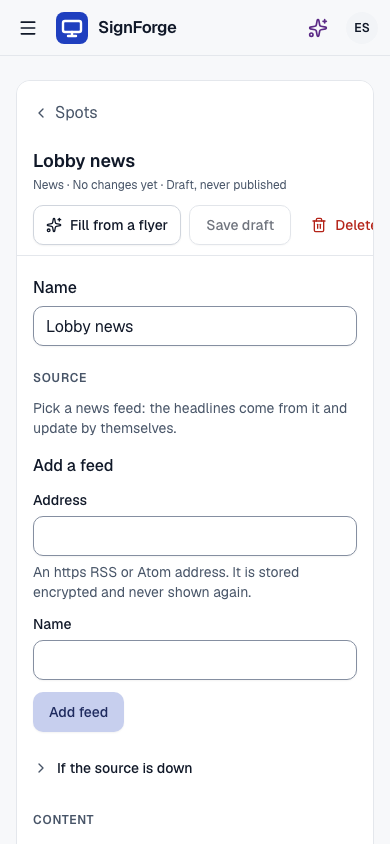 SignForge
ES
Spots
Lobby news
News · No changes yet · Draft, never published
Fill from a flyer
Save draft
Delete
Name
Lobby news
SOURCE
Pick a news feed: the headlines come from it and
update by themselves.
Add a feed
Address
An https RSS or Atom address. It is stored
encrypted and never shown again.
Name
Add feed
If the source is down
CONTENT